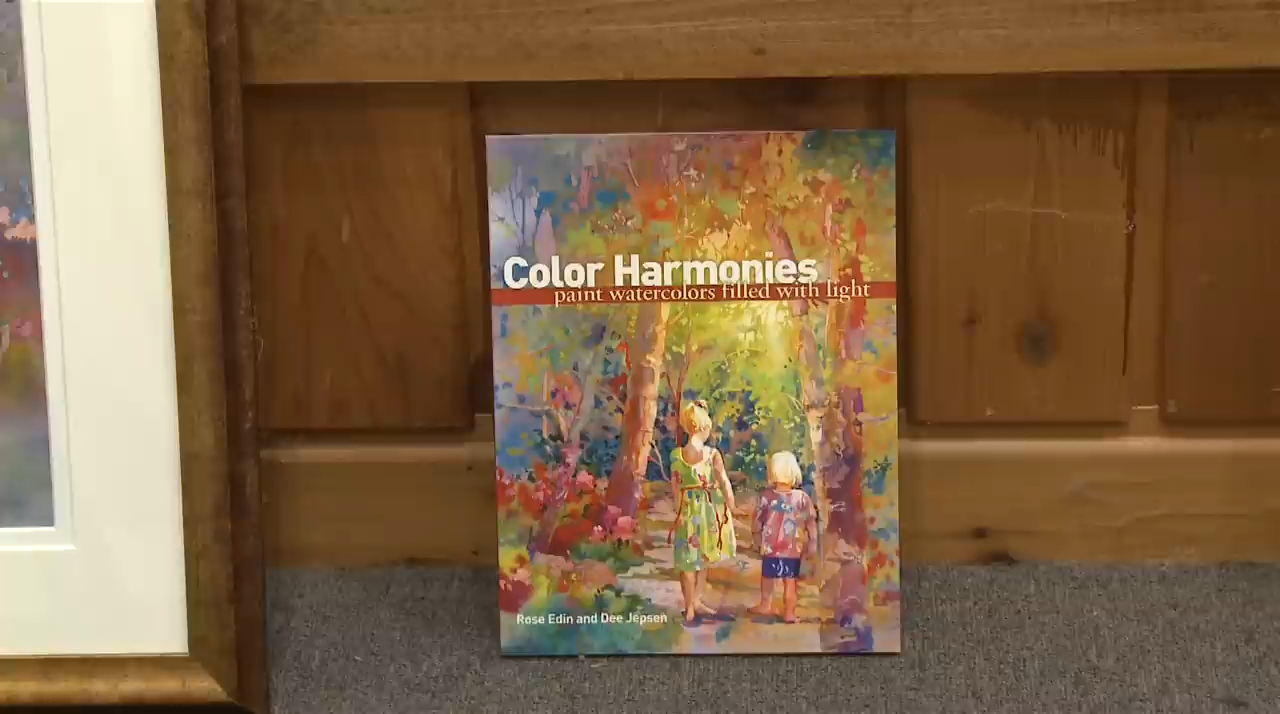 Color Harmonies
paint watercolors filled with light
Rose Edin and Dee Jepsen